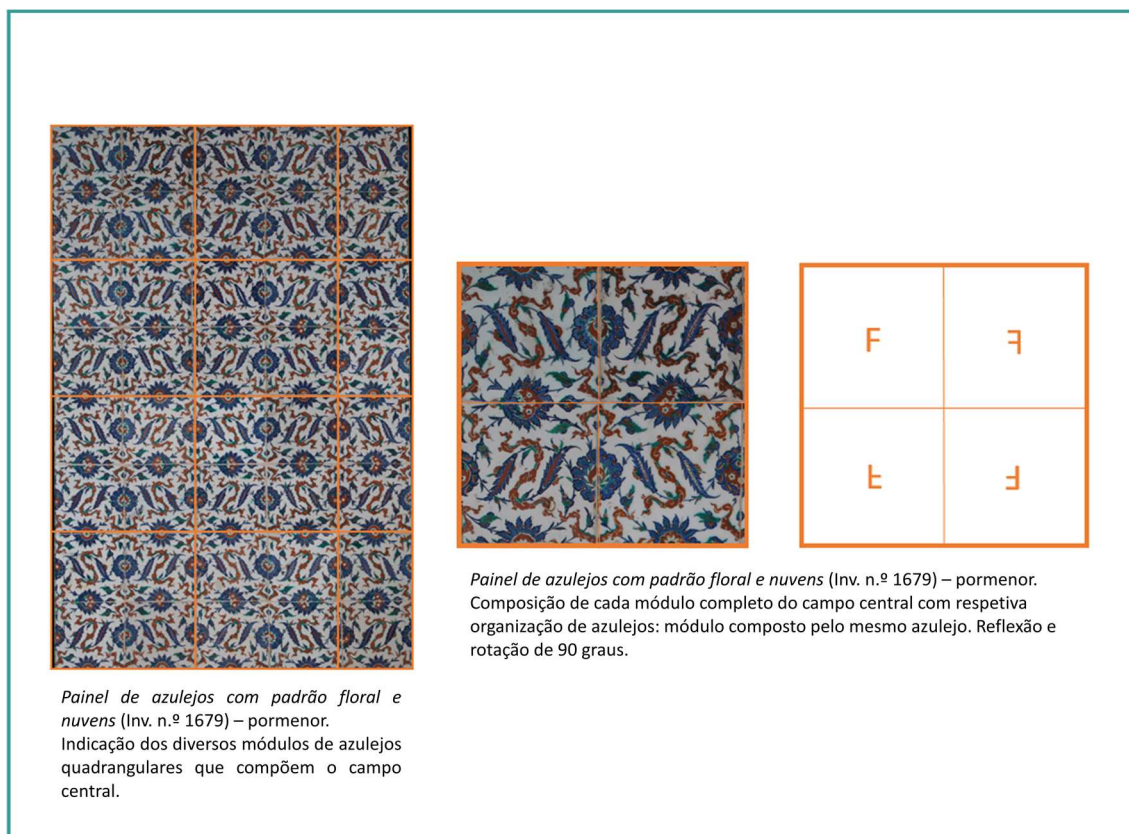 F F
F F
Painel de azulejos com padrão floral e nuvens (Inv. n.º 1679) – pormenor.
Composição de cada módulo completo do campo central com respetiva
organização de azulejos: módulo composto pelo mesmo azulejo. Reflexão e
rotação de 90 graus.
Painel de azulejos com padrão floral e
nuvens (Inv. n.º 1679) – pormenor.
Indicação dos diversos módulos de azulejos
quadrangulares que compõem o campo
central.